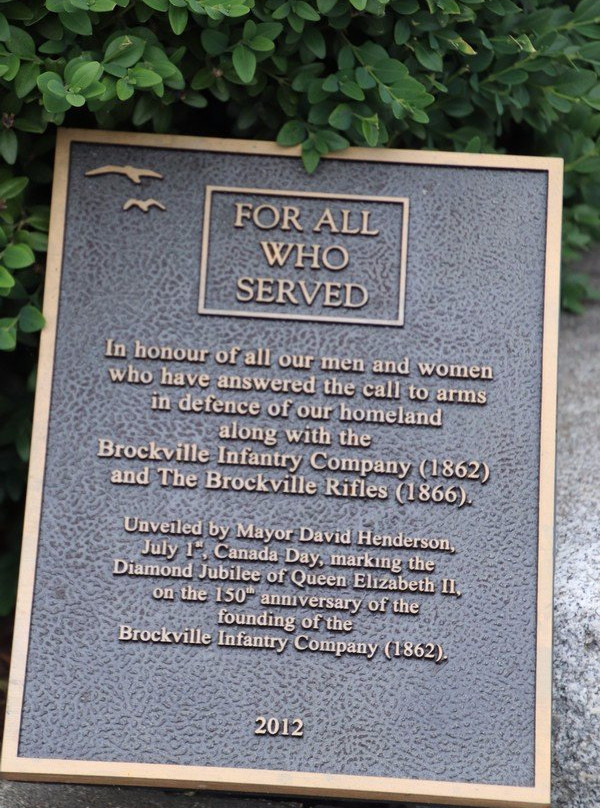 FOR ALL
WHO
SERVED
In honour of all our men and women
who have answered the call to arms
in defence of our homeland
along with the
Brockville Infantry Company (1862)
and The Brockville Rifles (1866).
Unveiled by Mayor David Henderson,
July 1st, Canada Day, marking the
Diamond Jubilee of Queen Elizabeth II,
on the 150th anniversary of the
founding of the
Brockville Infantry Company (1862).
2012